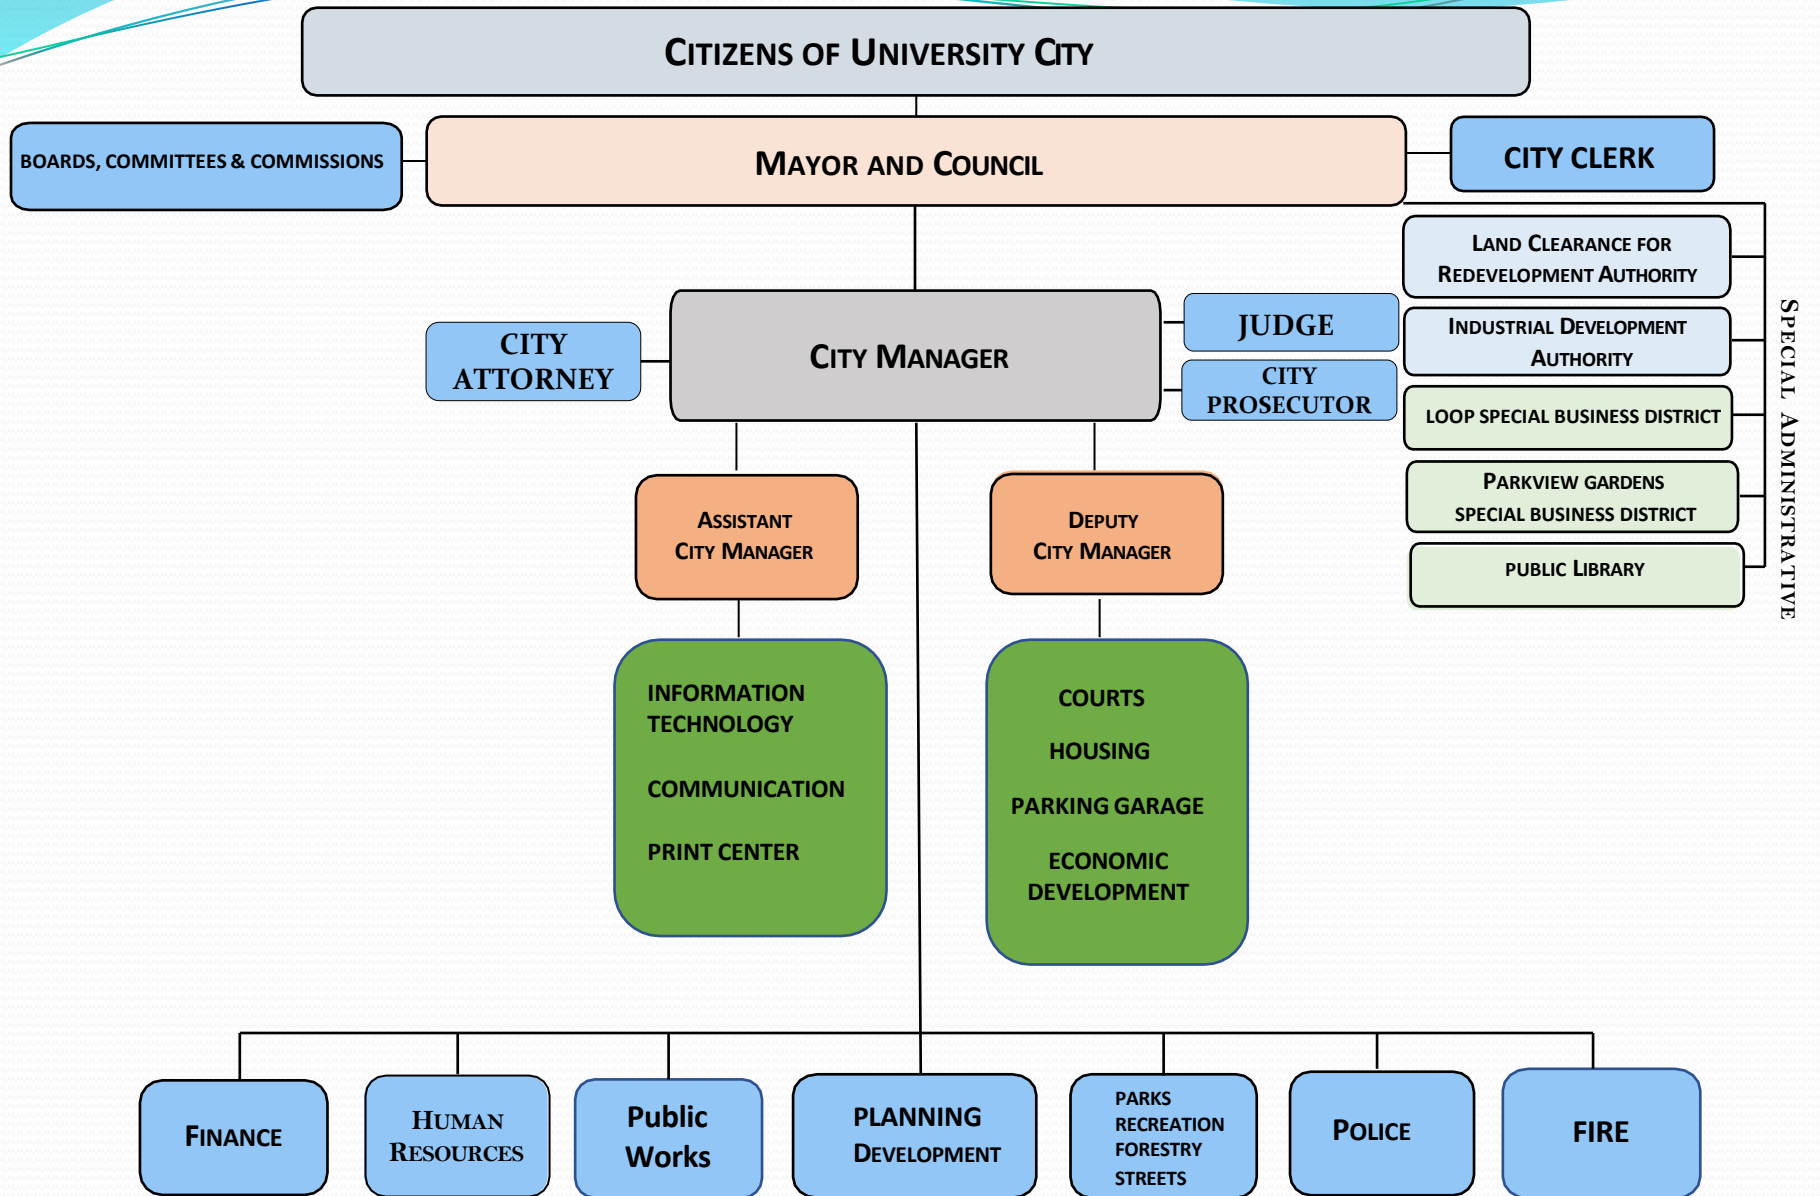 CITIZENS OF UNIVERSITY CITY
BOARDS, COMMITTEES & COMMISSIONS
MAYOR AND COUNCIL
CITY CLERK
LAND CLEARANCE FOR
REDEVELOPMENT AUTHORITY
INDUSTRIAL DEVELOPMENT
AUTHORITY
LOOP SPECIAL BUSINESS DISTRICT
PARKVIEW GARDENS
SPECIAL BUSINESS DISTRICT
PUBLIC LIBRARY
SPECIAL ADMINISTRATIVE
CITY
ATTORNEY
CITY MANAGER
JUDGE
CITY
PROSECUTOR
ASSISTANT
CITY MANAGER
DEPUTY
CITY MANAGER
INFORMATION
TECHNOLOGY
COMMUNICATION
PRINT CENTER
COURTS
HOUSING
PARKING GARAGE
ECONOMIC
DEVELOPMENT
FINANCE
HUMAN
RESOURCES
Public
Works
PLANNING
DEVELOPMENT
PARKS
RECREATION
FORESTRY
STREETS
POLICE
FIRE